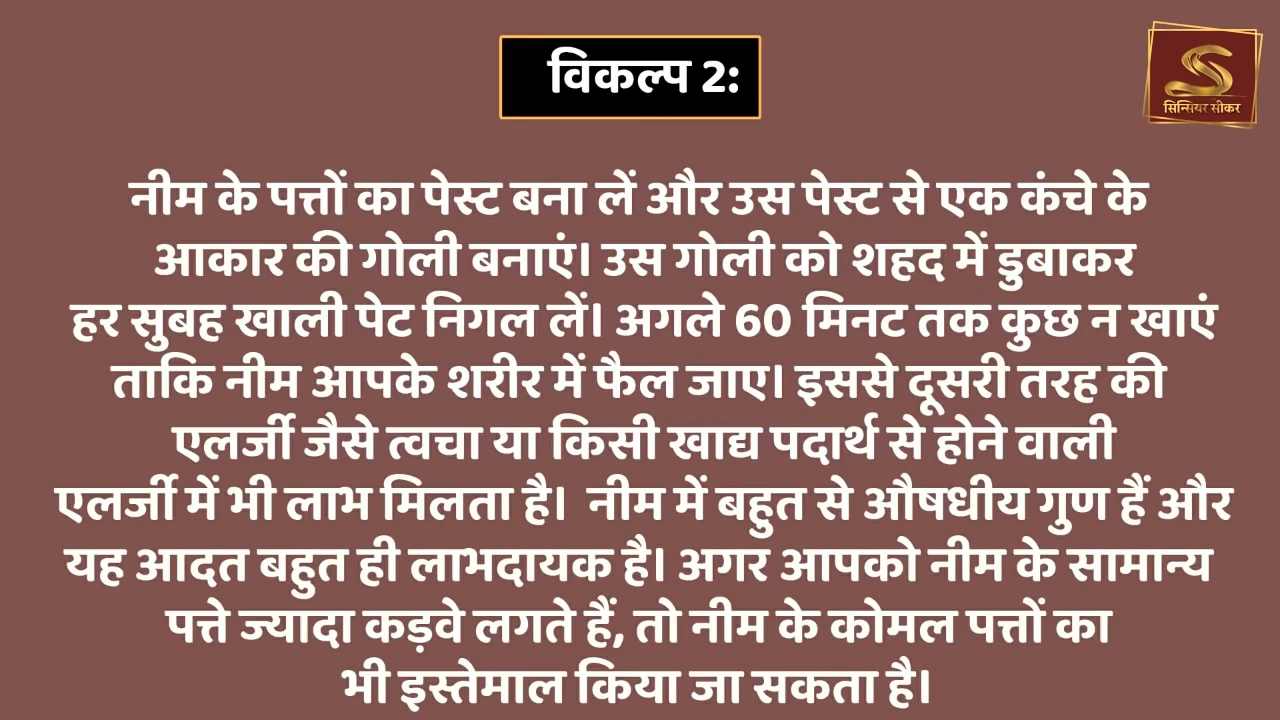 विकल्प 2:
सिन्सियर सीकर
नीम के पत्तों का पेस्ट बना लें और उस पेस्ट से एक कंचे के
आकार की गोली बनाएं। उस गोली को शहद में डुबाकर
हर सुबह खाली पेट निगल लें। अगले 60 मिनट तक कुछ न खाएं
ताकि नीम आपके शरीर में फैल जाए। इससे दूसरी तरह की
एलर्जी जैसे त्वचा या किसी खाद्य पदार्थ से होने वाली
एलर्जी में भी लाभ मिलता है। नीम में बहुत से औषधीय गुण हैं और
यह आदत बहुत ही लाभदायक है। अगर आपको नीम के सामान्य
पत्ते ज्यादा कड़वे लगते हैं, तो नीम के कोमल पत्तों का
भी इस्तेमाल किया जा सकता है।